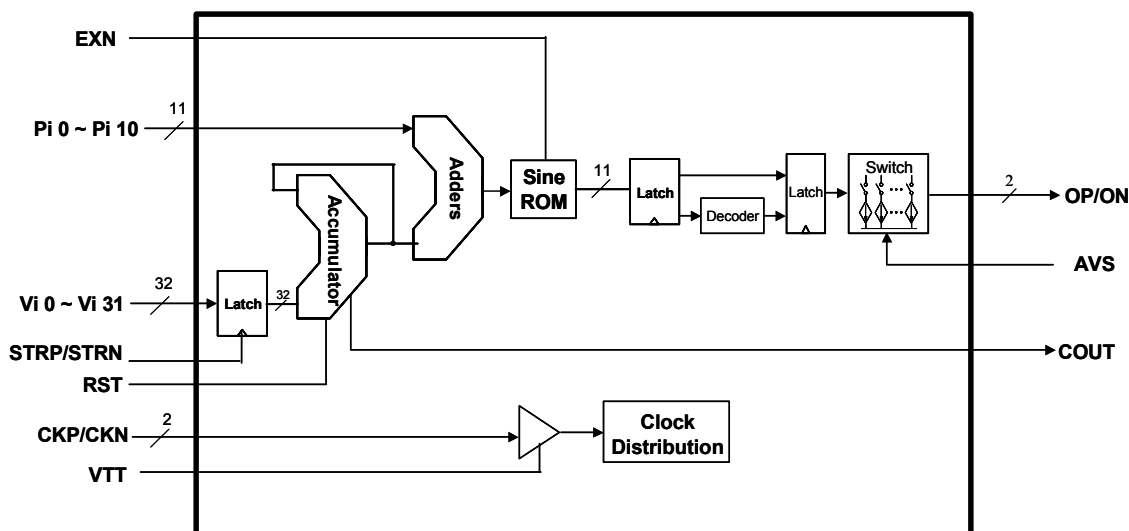 EXN
11
Pi 0 ~ Pi 10
Adders
Sine
ROM
11
Latch
Decoder
Latch
Switch
2
OP/ON
AVS
Accumulator
32
Vi 0 ~ Vi 31
Latch
32
STRP/STRN
RST
COUT
2
CKP/CKN
Clock
Distribution
VTT